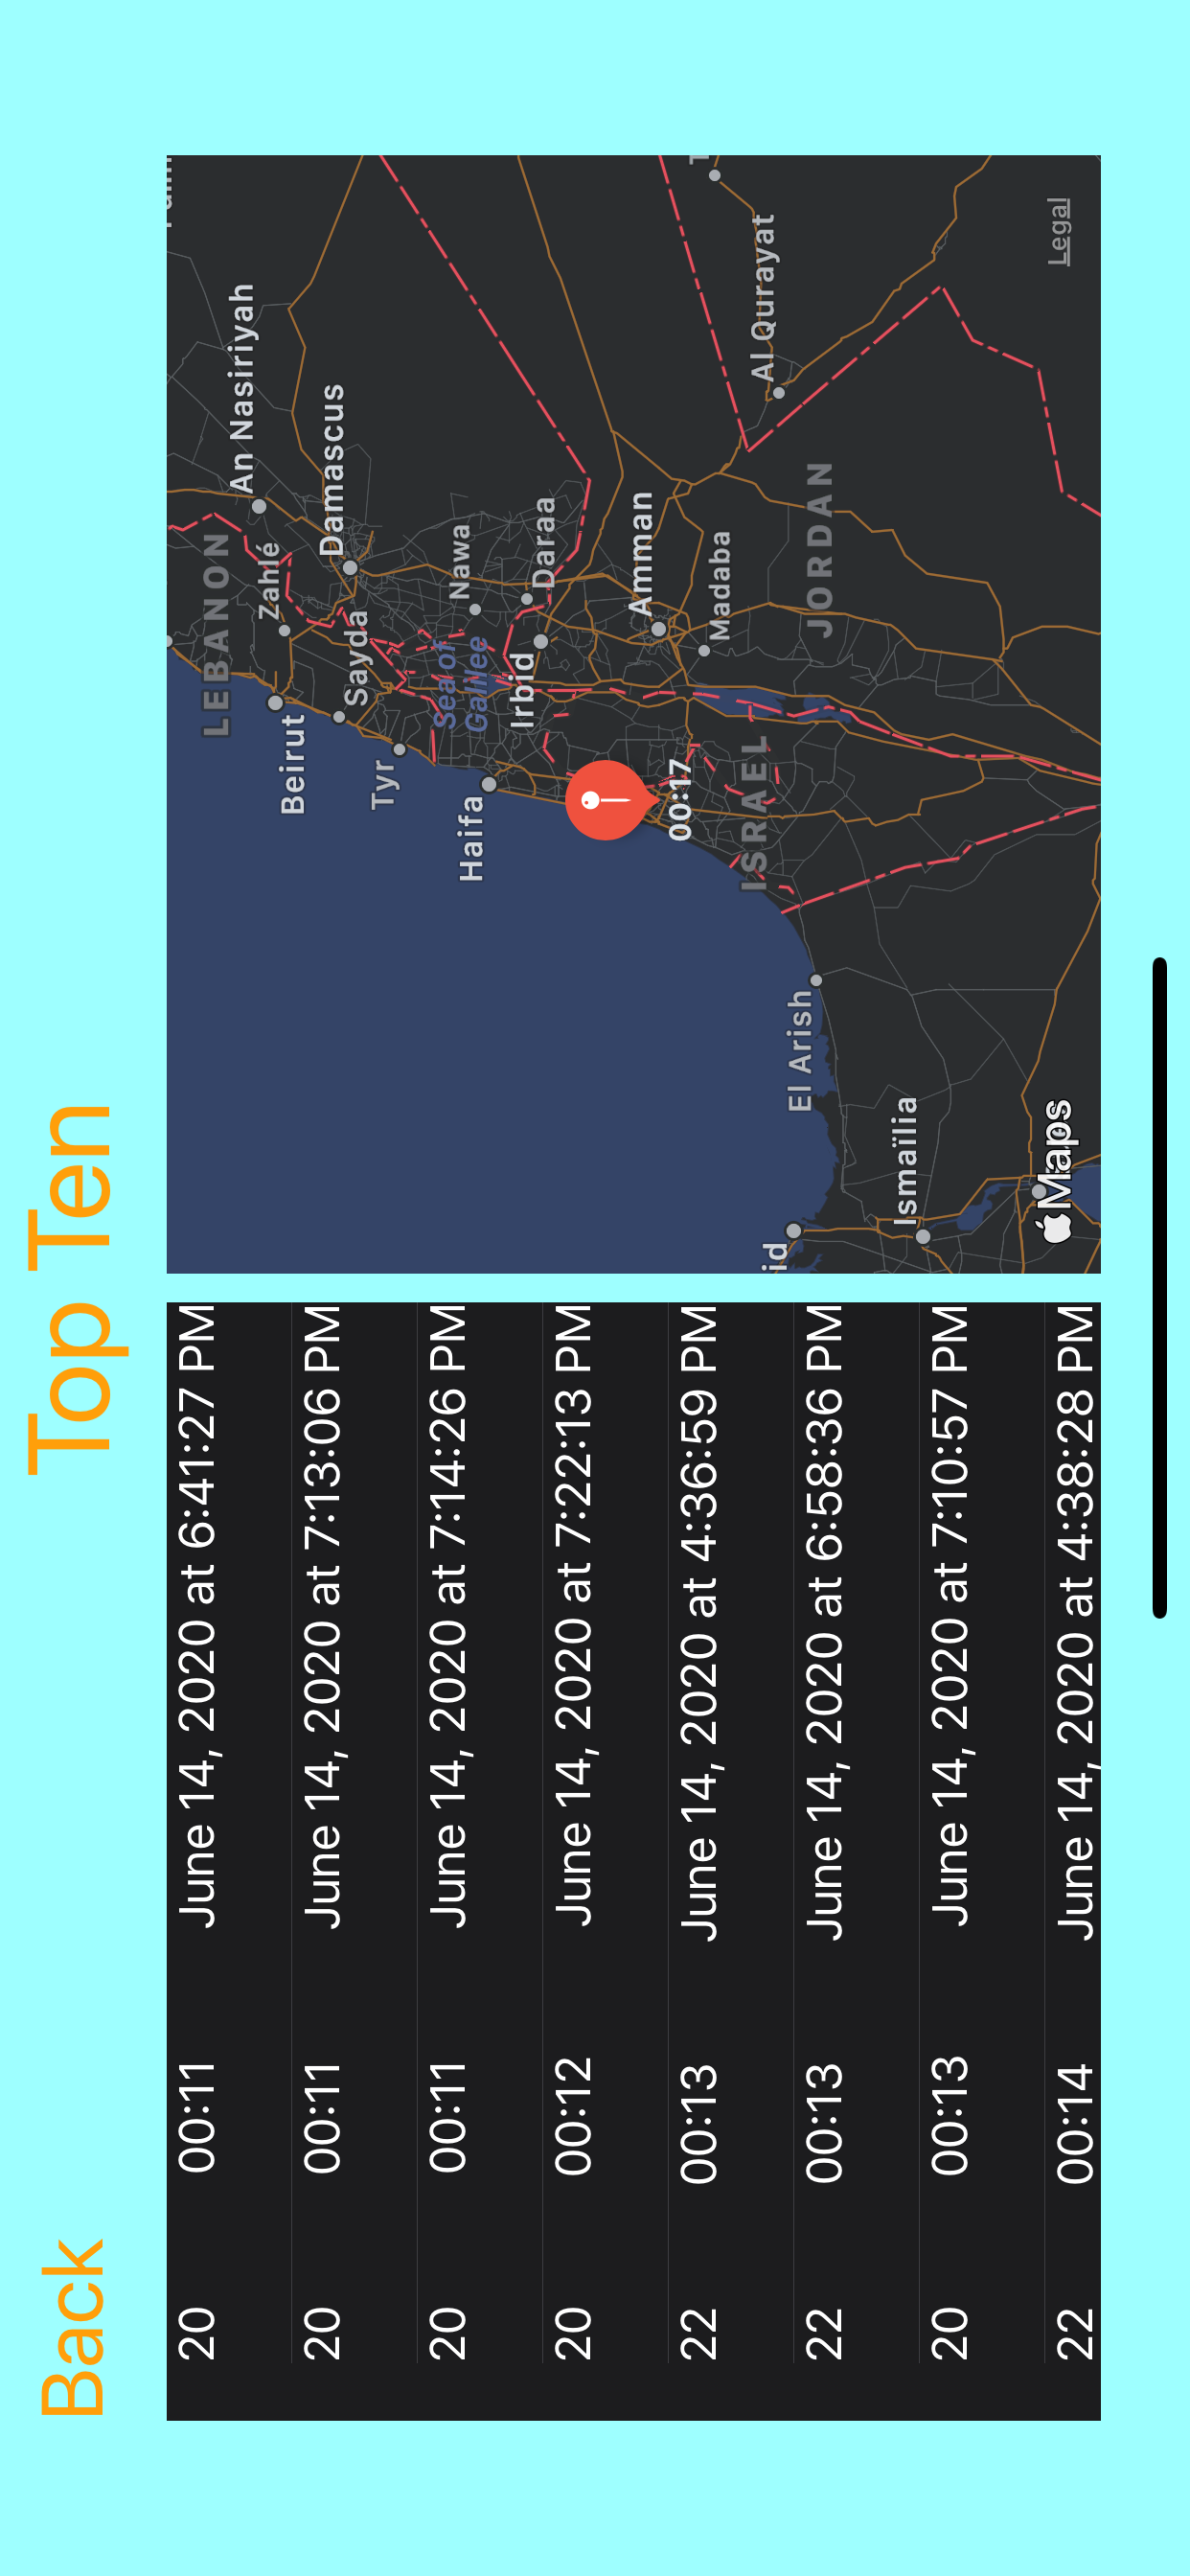 Back
Top Ten
20 00:11 June 14, 2020 at 6:41:27 PM
20 00:11 June 14, 2020 at 7:13:06 PM
20 00:11 June 14, 2020 at 7:14:26 PM
20 00:12 June 14, 2020 at 7:22:13 PM
22 00:13 June 14, 2020 at 4:36:59 PM
22 00:13 June 14, 2020 at 6:58:36 PM
20 00:13 June 14, 2020 at 7:10:57 PM
22 00:14 June 14, 2020 at 4:38:28 PM
LEBANON
An Nasiriyah
Zahlé
Beirut
Damascus
Sayda
Tyr
Nawa
Sea of
Galilee
Haifa
Daraa
Irbid
Amman
00:17
Madaba
Al Qurayat
ISRAEL
JORDAN
El Arish
id
Ismaïlia
Maps
Legal